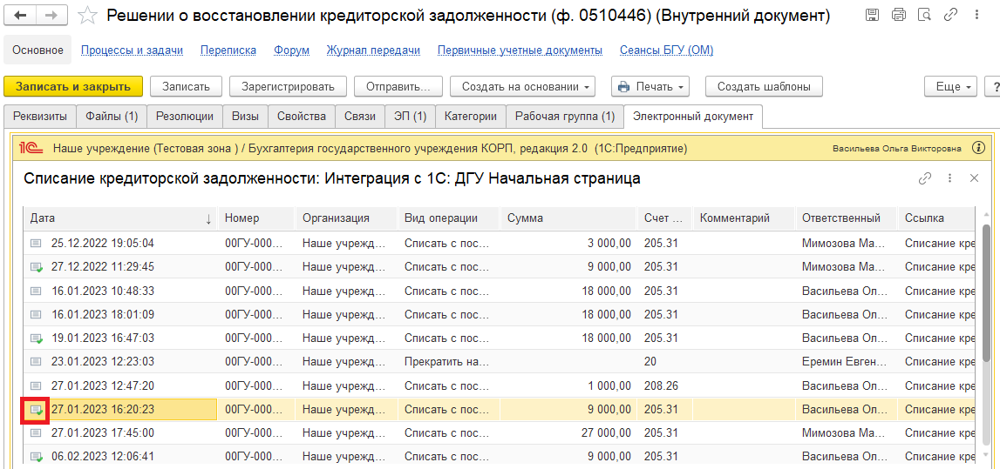 Решении о восстановлении кредиторской задолженности (ф. 0510446) (Внутренний документ)
Основное Процессы и задачи Переписка Форум Журнал передачи Первичные учетные документы Сеансы БГУ (ОМ)
Записать и закрыть Записать Зарегистрировать Отправить... Создать на основании Печать Создать шаблоны Еще ?
Реквизиты Файлы (1) Резолюции Визы Свойства Связи ЭП (1) Категории Рабочая группа (1) Электронный документ
1С Наше учреждение (Тестовая зона ) / Бухгалтерия государственного учреждения КОРП, редакция 2.0 (1С:Предприятие) Васильева Ольга Викторовна
Списание кредиторской задолженности: Интеграция с 1С: ДГУ Начальная страница
Дата ↓ Номер Организация Вид операции Сумма Счет ... Комментарий Ответственный Ссылка
25.12.2022 19:05:04 00ГУ-000... Наше учрежд... Списать с пос... 3 000,00 205.31 Мимозова Ма... Списание кре
27.12.2022 11:29:45 00ГУ-000... Наше учрежд... Списать с пос... 9 000,00 205.31 Мимозова Ма... Списание кре
16.01.2023 10:48:33 00ГУ-000... Наше учрежд... Списать с пос... 18 000,00 205.31 Васильева Ол... Списание кре
16.01.2023 18:01:09 00ГУ-000... Наше учрежд... Списать с пос... 18 000,00 205.31 Васильева Ол... Списание кре
19.01.2023 16:47:03 00ГУ-000... Наше учрежд... Списать с пос... 18 000,00 205.31 Васильева Ол... Списание кре
23.01.2023 12:23:03 00ГУ-000... Наше учрежд... Прекратить на... 20 Еремин Евген... Списание кре
27.01.2023 12:47:20 00ГУ-000... Наше учрежд... Списать с пос... 1 000,00 208.26 Васильева Ол... Списание кре
27.01.2023 16:20:23 00ГУ-000... Наше учрежд... Списать с пос... 9 000,00 205.31 Васильева Ол... Списание кре
27.01.2023 17:45:00 00ГУ-000... Наше учрежд... Списать с пос... 27 000,00 205.31 Мимозова Ма... Списание кре
06.02.2023 12:06:41 00ГУ-000... Наше учрежд... Списать с пос... 9 000,00 205.31 Васильева Ол... Списание кре